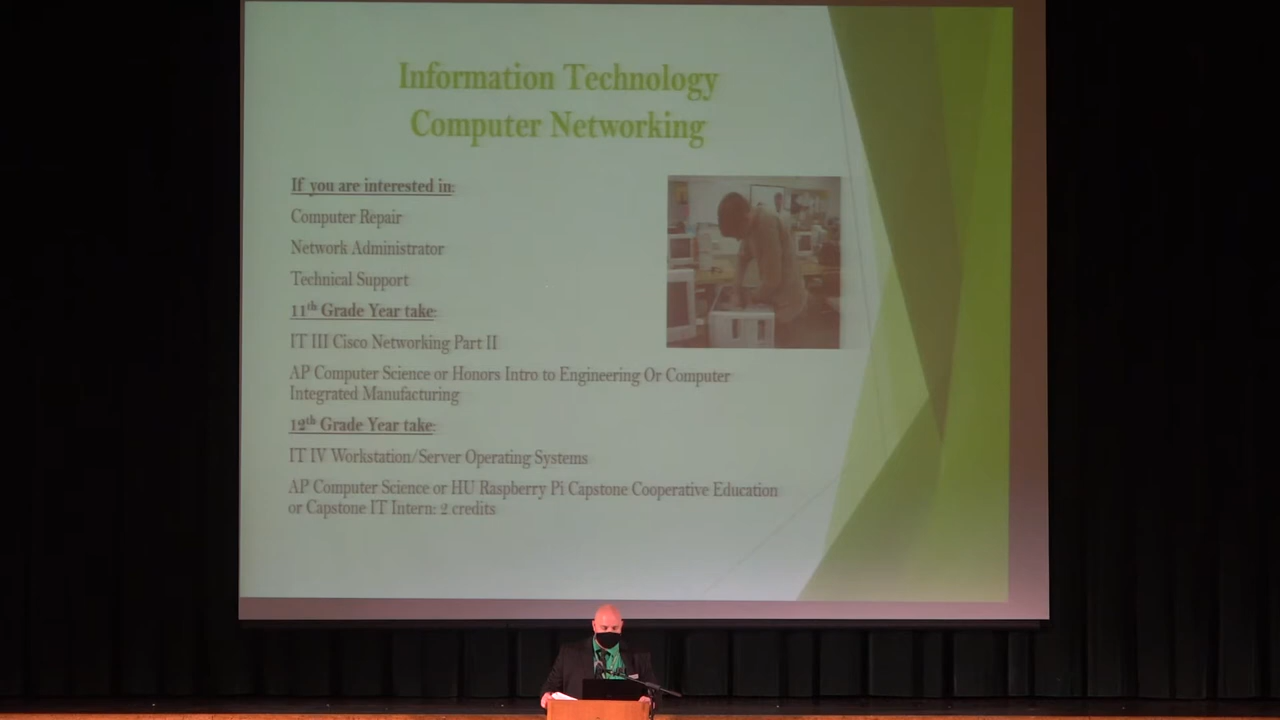 Information Technology
Computer Networking
If you are interested in:
Computer Repair
Network Administrator
Technical Support
11th Grade Year take:
IT III Cisco Networking Part II
AP Computer Science or Honors Intro to Engineering Or Computer
Integrated Manufacturing
12th Grade Year take:
IT IV Workstation/Server Operating Systems
AP Computer Science or HU Raspberry Pi Capstone Cooperative Education
or Capstone IT Intern: 2 credits